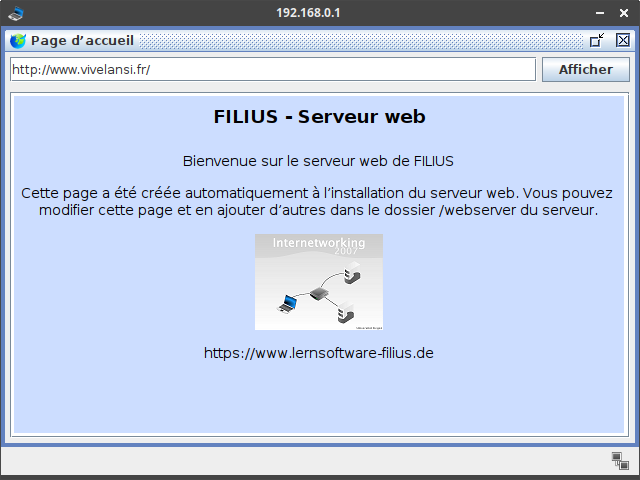 192.168.0.1
Page d'accueil
http://www.vivelansi.fr/
Afficher
FILIUS - Serveur web
Bienvenue sur le serveur web de FILIUS
Cette page a été créée automatiquement à l'installation du serveur web. Vous pouvez
modifier cette page et en ajouter d'autres dans le dossier /webserver du serveur.
Internetworking
2007
https://www.lernsoftware-filius.de